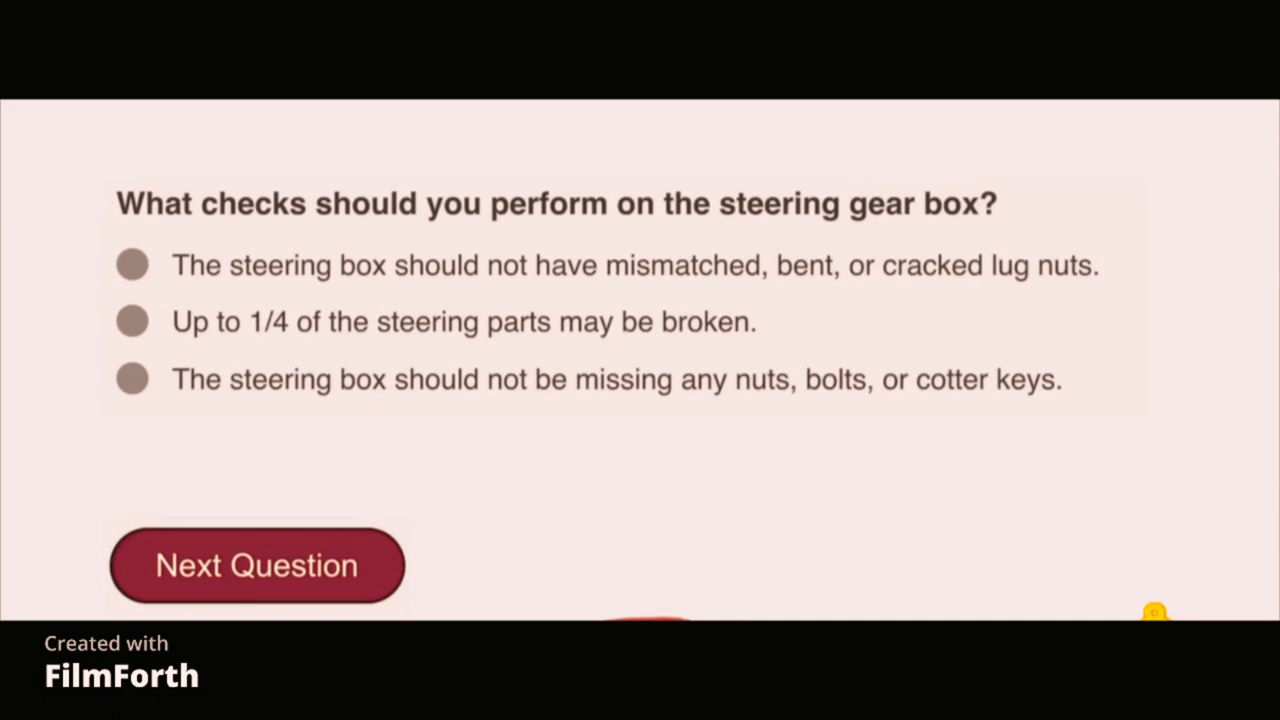 What checks should you perform on the steering gear box?
The steering box should not have mismatched, bent, or cracked lug nuts.
Up to 1/4 of the steering parts may be broken.
The steering box should not be missing any nuts, bolts, or cotter keys.
Next Question
Created with
FilmForth